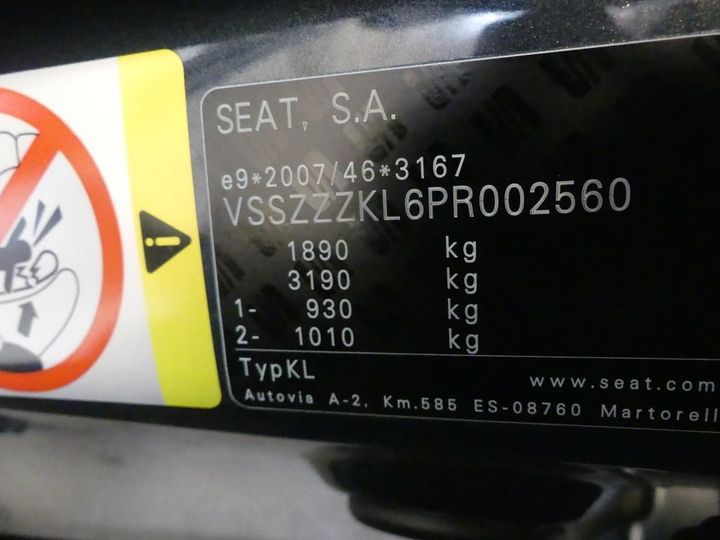 SEAT, S.A.
e9*2007/46*3167
VSSZZZKL6PR002560
1890 kg
3190 kg
1- 930 kg
2- 1010 kg
TypKL
www.seat.com
Autovia A-2, Km.585 ES-08760 Martorell